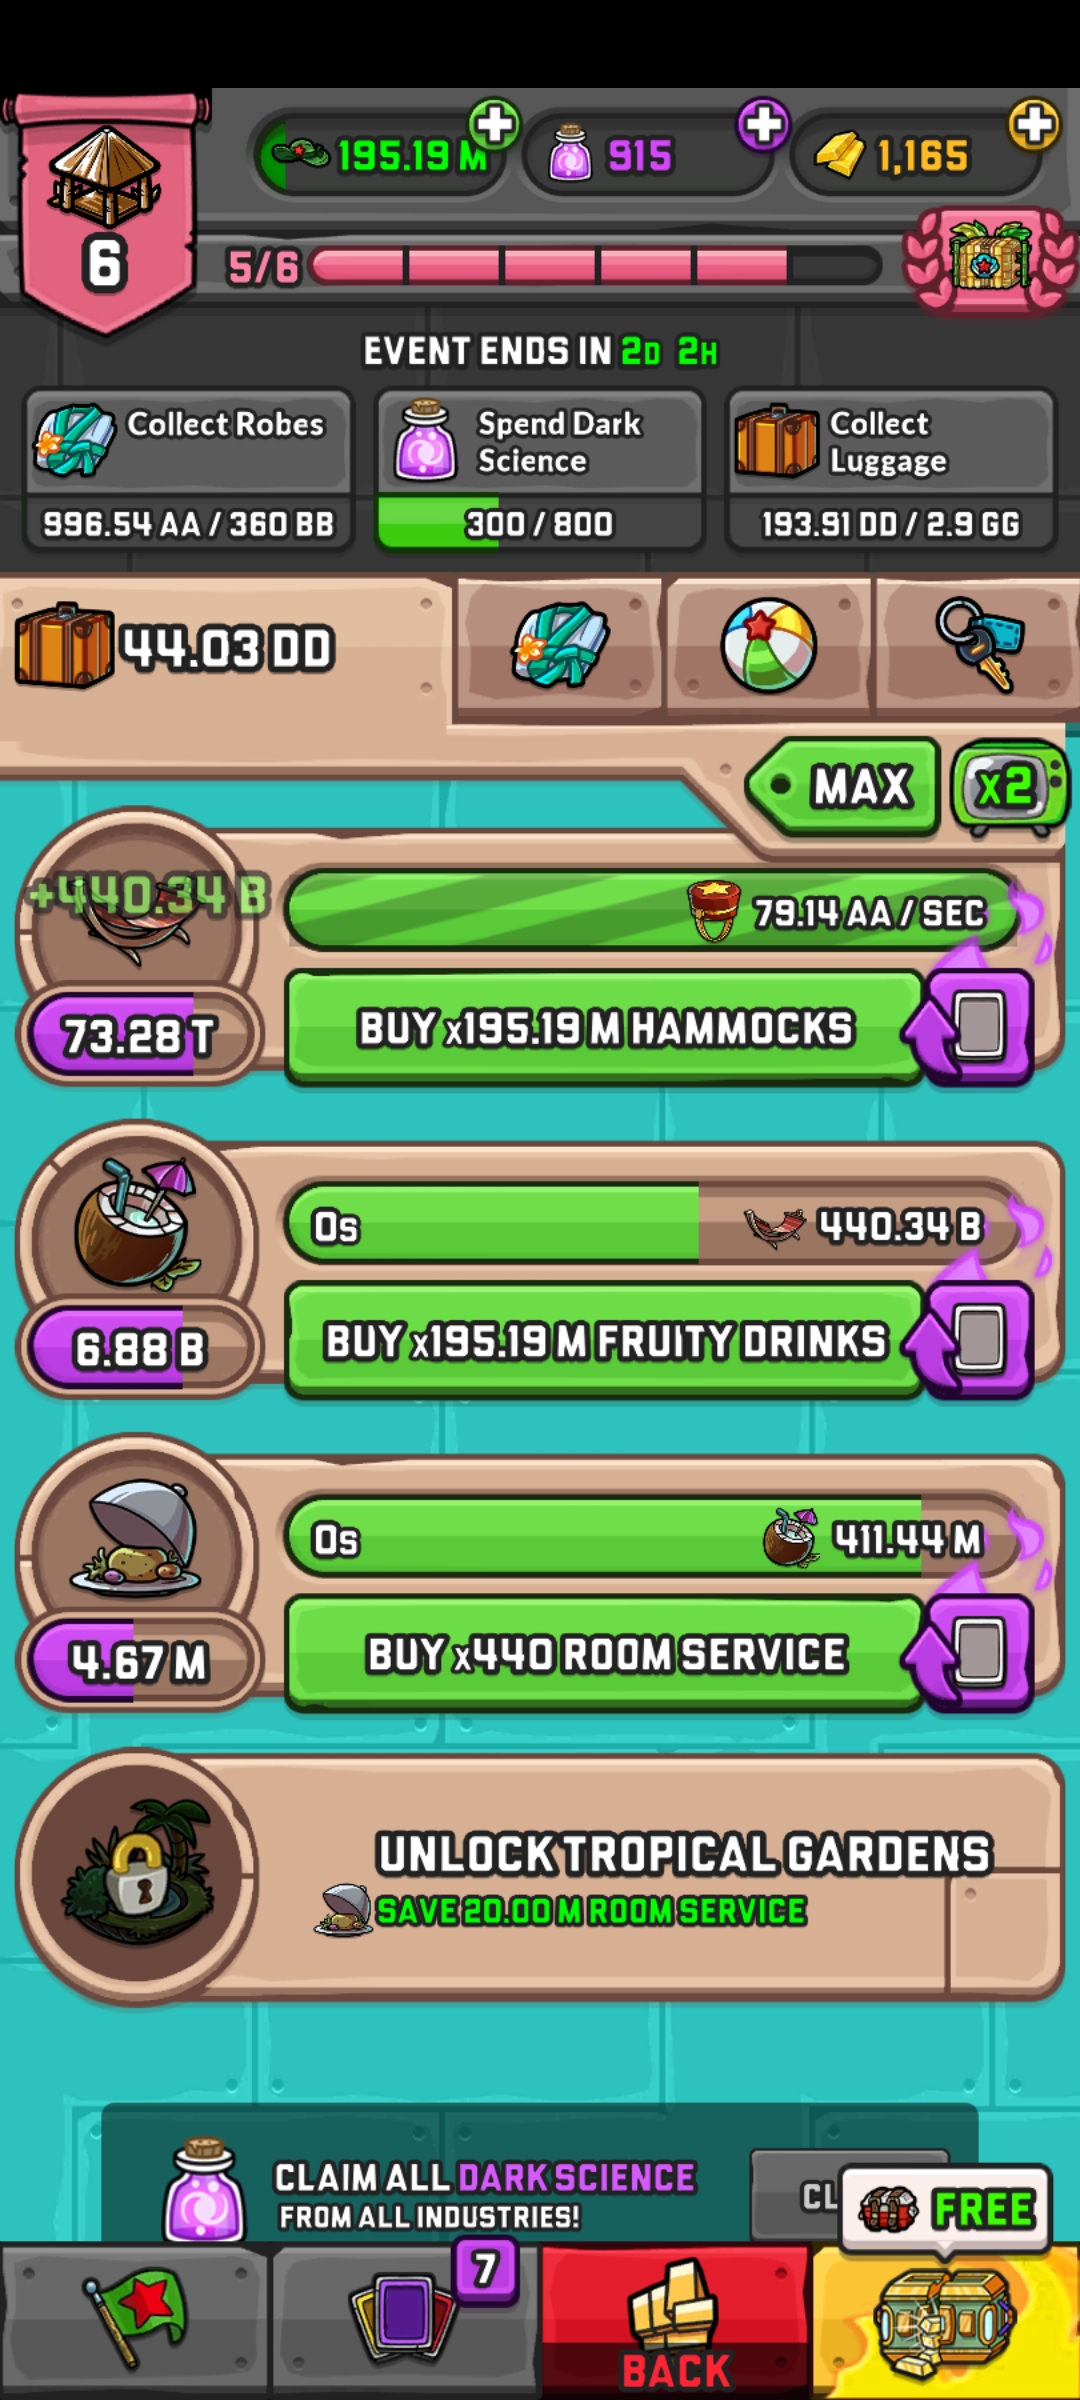 195.19 M
915
1,165
6
5/6
EVENT ENDS IN 2D 2H
Collect Robes
996.54 AA / 360 BB
Spend Dark
Science
300 / 800
Collect
Luggage
193.91 DD / 2.9 GG
44.03 DD
MAX
x2
+440.34 B
79.14 AA / SEC
73.28 T
BUY x195.19 M HAMMOCKS
0s
440.34 B
6.88 B
BUY x195.19 M FRUITY DRINKS
0s
411.44 M
4.67 M
BUY x440 ROOM SERVICE
UNLOCK TROPICAL GARDENS
SAVE 20.00 M ROOM SERVICE
CLAIM ALL DARK SCIENCE
FROM ALL INDUSTRIES!
CL
FREE
7
BACK